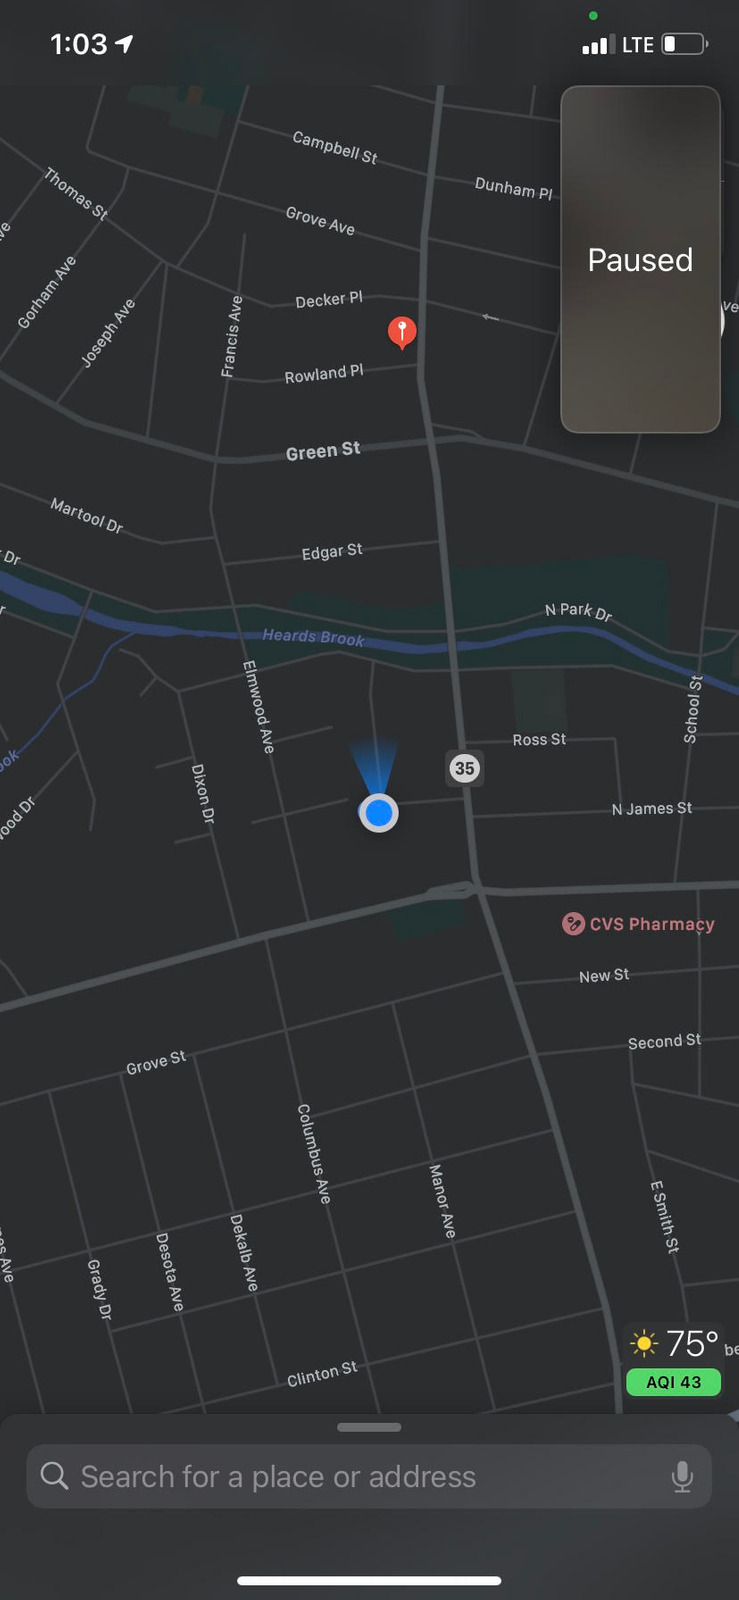 1:03
LTE
Campbell St
Dunham Pl
Thomas St
Grove Ave
Paused
Gorham Ave
Joseph Ave
Francis Ave
Decker Pl
Rowland Pl
Green St
Martool Dr
Edgar St
Dr
N Park Dr
Heards Brook
Elmwood Ave
School St
Ross St
35
Dixon Dr
N James St
CVS Pharmacy
New St
Second St
Grove St
Columbus Ave
Manor Ave
E Smith St
Dekalb Ave
Desota Ave
Grady Dr
75°
AQI 43
Clinton St
Search for a place or address